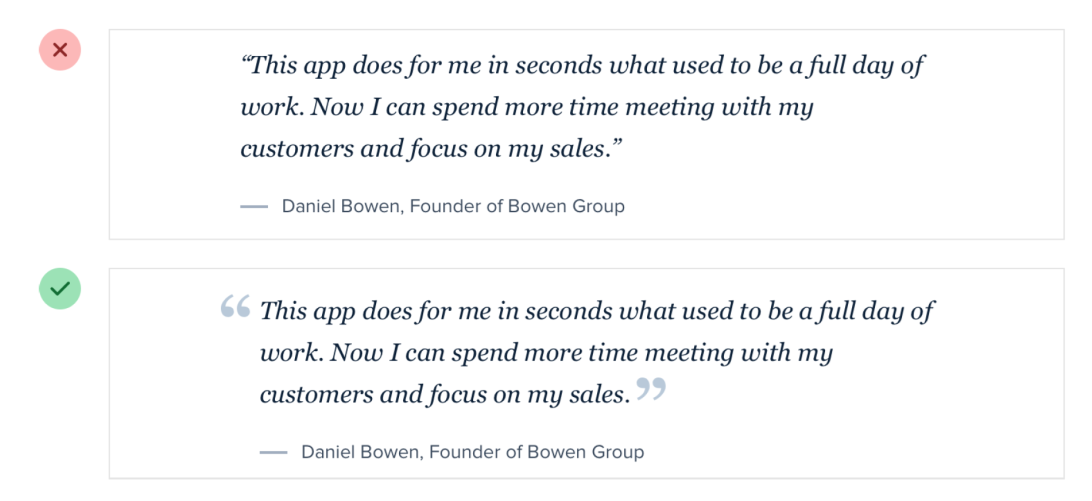 “This app does for me in seconds what used to be a full day of
work. Now I can spend more time meeting with my
customers and focus on my sales.”
— Daniel Bowen, Founder of Bowen Group
“ This app does for me in seconds what used to be a full day of
work. Now I can spend more time meeting with my
customers and focus on my sales. ”
— Daniel Bowen, Founder of Bowen Group